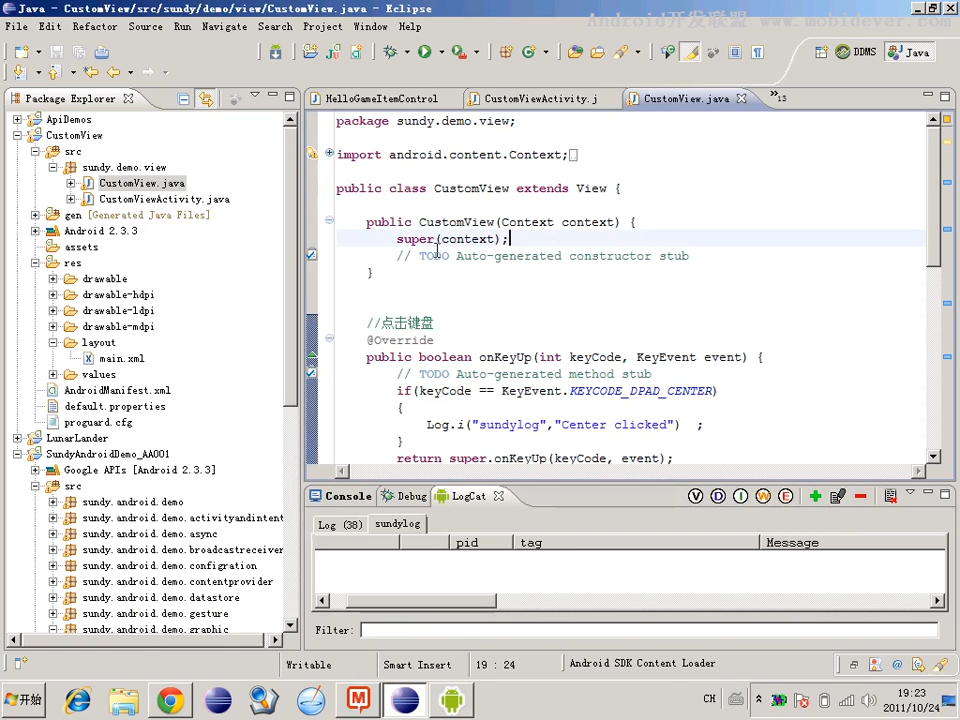 Java - CustomView/src/sundy/demo/view/CustomView.java - Eclipse
Android开发联盟 www.mobidever.com
File Edit Refactor Source Run Navigate Search Project Window Help
DDMS Java
Package Explorer
HelloGameItemControl CustomViewActivity.j CustomView.java »13
ApiDemos
CustomView
src
sundy.demo.view
CustomView.java
CustomViewActivity.java
gen [Generated Java Files]
Android 2.3.3
assets
res
drawable
drawable-hdpi
drawable-ldpi
drawable-mdpi
layout
main.xml
values
AndroidManifest.xml
default.properties
proguard.cfg
LunarLander
SundyAndroidDemo_AA001
Google APIs [Android 2.3.3]
src
sundy.android.demo
sundy.android.demo.activityandintent
sundy.android.demo.async
sundy.android.demo.broadcastreceiver
sundy.android.demo.configration
sundy.android.demo.contentprovider
sundy.android.demo.datastore
sundy.android.demo.gesture
sundy.android.demo.graphic
package sundy.demo.view;
import android.content.Context;
public class CustomView extends View {
public CustomView(Context context) {
super(context);
// TODO Auto-generated constructor stub
}
//点击键盘
@Override
public boolean onKeyUp(int keyCode, KeyEvent event) {
// TODO Auto-generated method stub
if(keyCode == KeyEvent.KEYCODE_DPAD_CENTER)
{
Log.i("sundylog","Center clicked") ;
}
return super.onKeyUp(keyCode, event);
Console Debug LogCat
V D I W E
Log (38) sundylog
pid tag Message
Filter:
Writable Smart Insert 19 : 24 Android SDK Content Loader
开始
CH
19:23
2011/10/24